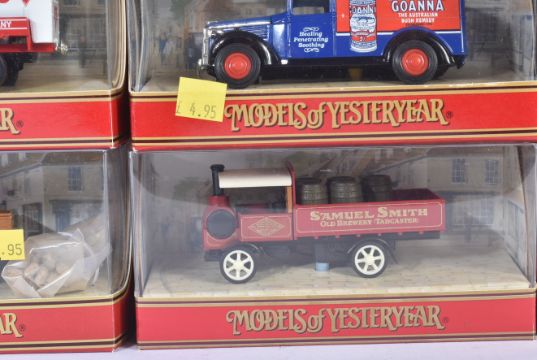 GOANNA
THE AUSTRALIAN
BUSH REMEDY
Healing
Penetrating
Soothing
GOANNA
4.95
MODELS of YESTERYEAR
SAMUEL SMITH
OLD BREWERY TADCASTER
.95
MODELS of YESTERYEAR